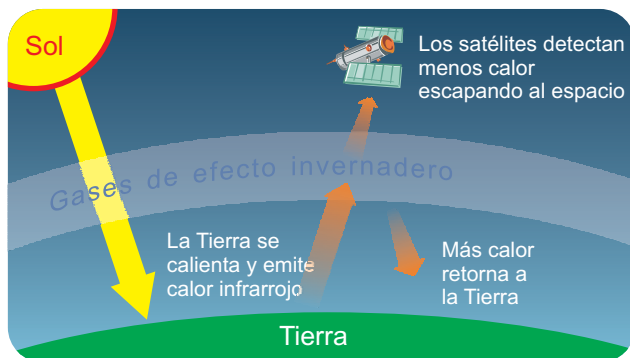 Sol
Los satélites detectan
menos calor
escapando al espacio
Gases de efecto invernadero
La Tierra se
calienta y emite
calor infrarrojo
Más calor
retorna a
la Tierra
Tierra